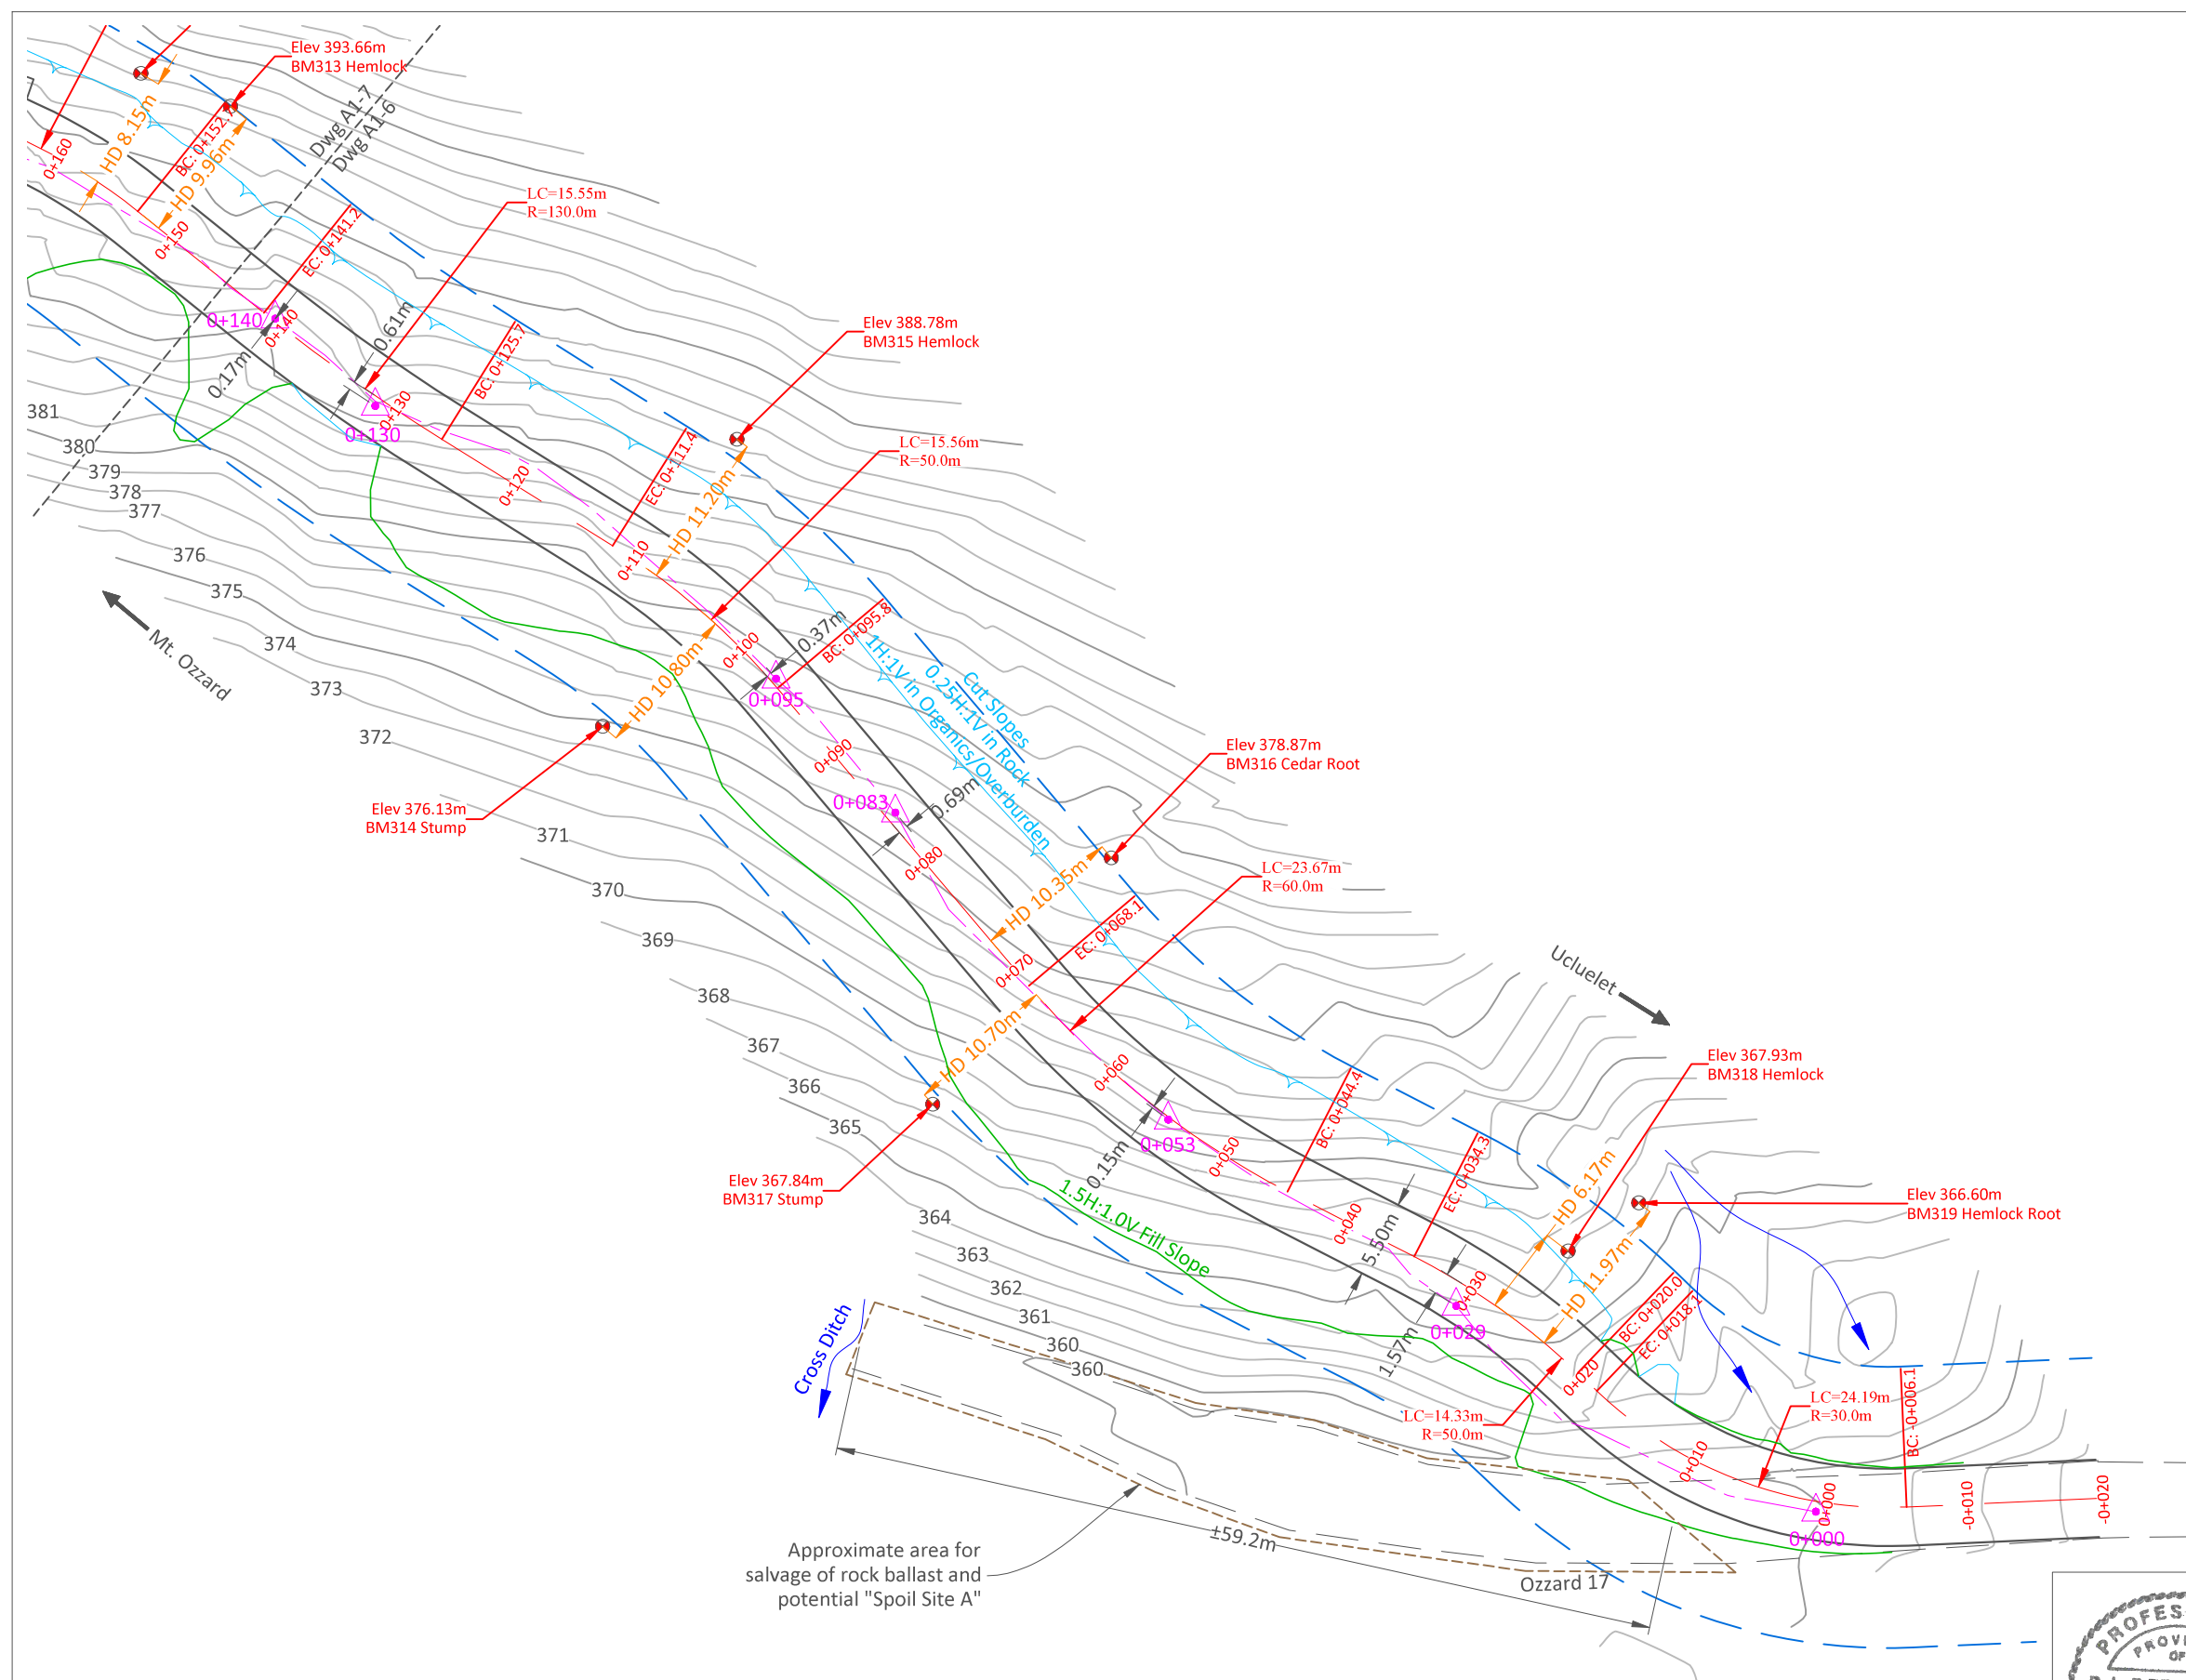 Elev 393.66m
BM313 Hemlock
Dwg A1-7
Dwg A1-6
HD 8.15m
BC: 0+152.7
HD 9.96m
0+160
0+150
EC: 0+141.2
LC=15.55m
R=130.0m
0+140
0+140
0.17m
0.61m
0+130
0+130
BC: 0+125.7
Elev 388.78m
BM315 Hemlock
LC=15.56m
R=50.0m
EC: 0+111.4
HD 11.20m
0+120
0+110
381
380
379
378
377
376
375
374
373
372
371
370
369
368
367
366
365
364
363
362
361
360
360
Mt. Ozzard
HD 10.80m
0+100
0.37m
BC: 0+095.8
0+095
Cut Slopes
0.25H:1V in Rock
1H:1V in Organics/Overburden
0+090
0+083
0.69m
0+080
Elev 376.13m
BM314 Stump
Elev 378.87m
BM316 Cedar Root
HD 10.35m
LC=23.67m
R=60.0m
EC: 0+068.1
0+070
HD 10.70m
Ucluelet
0+060
Elev 367.93m
BM318 Hemlock
Elev 367.84m
BM317 Stump
0.15m
0+053
0+050
BC: 0+044.4
EC: 0+034.3
HD 6.17m
Elev 366.60m
BM319 Hemlock Root
HD 11.97m
1.5H:1.0V Fill Slope
0+040
5.50m
0+030
0+029
1.57m
BC: 0+020.0
EC: 0+018.1
0+020
Cross Ditch
LC=14.33m
R=50.0m
LC=24.19m
R=30.0m
BC: -0+006.1
0+010
0+000
0+000
-0+010
-0+020
±59.2m
Approximate area for
salvage of rock ballast and
potential "Spoil Site A"
Ozzard 17